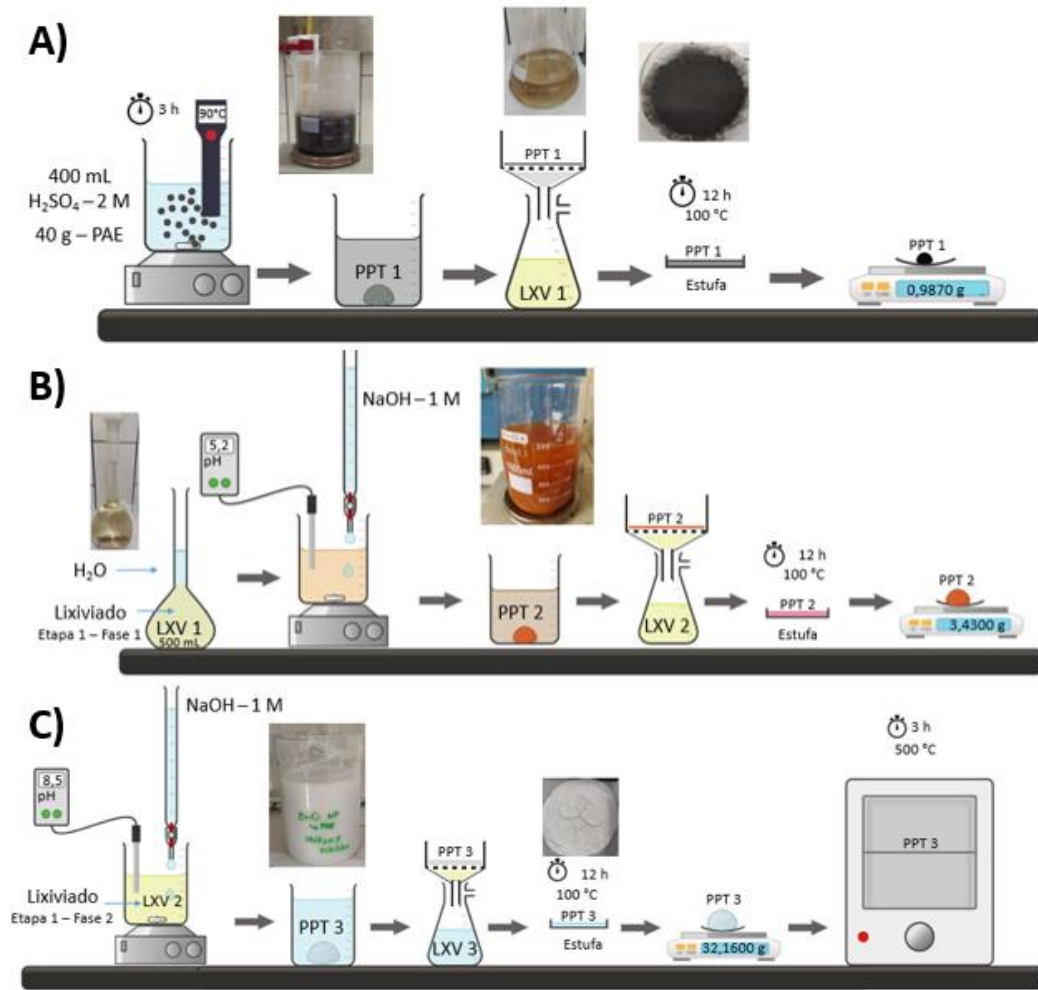 A)
3 h
90°C
400 mL
H₂SO₄ – 2 M
40 g – PAE
PPT 1
PPT 1
LXV 1
12 h
100 °C
PPT 1
Estufa
PPT 1
0,9870 g
B)
NaOH – 1 M
5,2
pH
H₂O
Lixiviado
Etapa 1 – Fase 1
LXV 1
500 mL
PPT 2
PPT 2
LXV 2
12 h
100 °C
PPT 2
Estufa
PPT 2
3,4300 g
C)
NaOH – 1 M
8,5
pH
Lixiviado
Etapa 1 – Fase 2
LXV 2
PPT 3
PPT 3
LXV 3
12 h
100 °C
PPT 3
Estufa
PPT 3
32,1600 g
3 h
500 °C
PPT 3